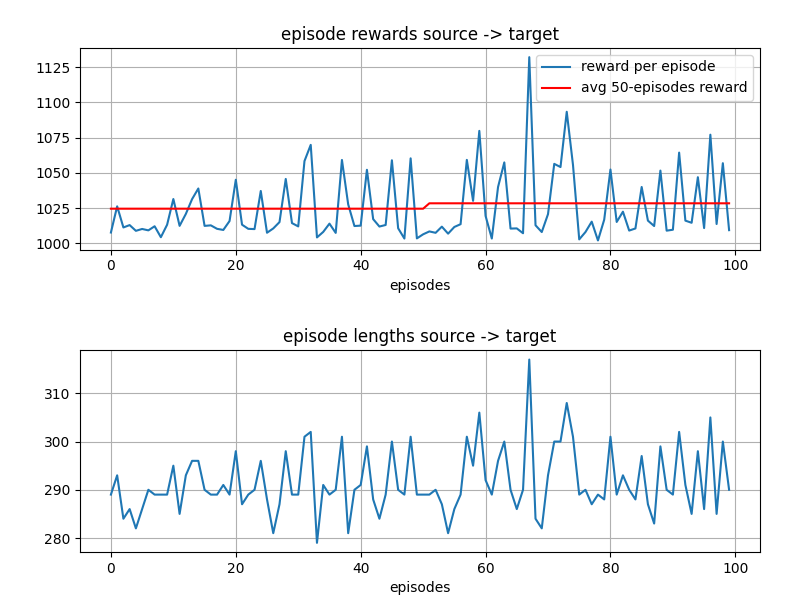 episode rewards source -> target
1125
1100
1075
1050
1025
1000
reward per episode
avg 50-episodes reward
0 20 40 60 80 100
episodes
episode lengths source -> target
310
300
290
280
0 20 40 60 80 100
episodes